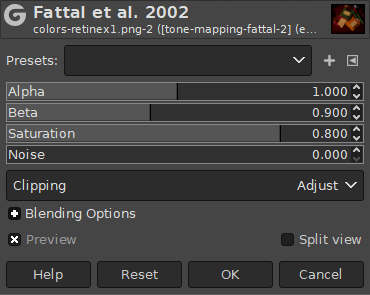 Fattal et al. 2002
colors-retinex1.png-2 ([tone-mapping-fattal-2] (e...
Presets:
Alpha 1.000
Beta 0.900
Saturation 0.800
Noise 0.000
Clipping Adjust
Blending Options
Preview Split view
Help Reset OK Cancel